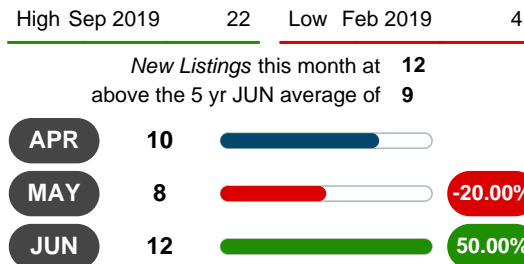 High Sep 2019 22 Low Feb 2019 4
New Listings this month at 12
above the 5 yr JUN average of 9
APR 10
MAY 8 -20.00%
JUN 12 50.00%